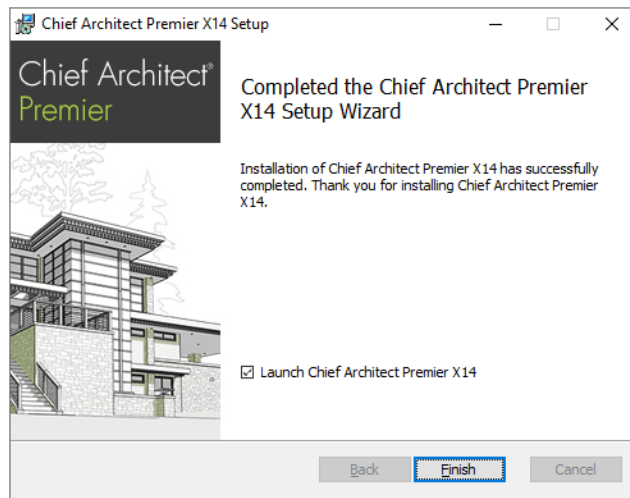 Chief Architect Premier X14 Setup
Chief Architect®
Premier
Completed the Chief Architect Premier
X14 Setup Wizard
Installation of Chief Architect Premier X14 has successfully
completed. Thank you for installing Chief Architect Premier
X14.
Launch Chief Architect Premier X14
Back Finish Cancel